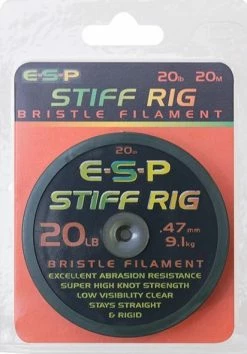 E-S-P 20lb 20M
STIFF RIG
BRISTLE FILAMENT
20m
E-S-P
STIFF RIG
20LB .47mm 9.1kg
BRISTLE FILAMENT
EXCELLENT ABRASION RESISTANCE
SUPER HIGH KNOT STRENGTH
LOW VISIBILITY CLEAR
STAYS STRAIGHT
& RIGID